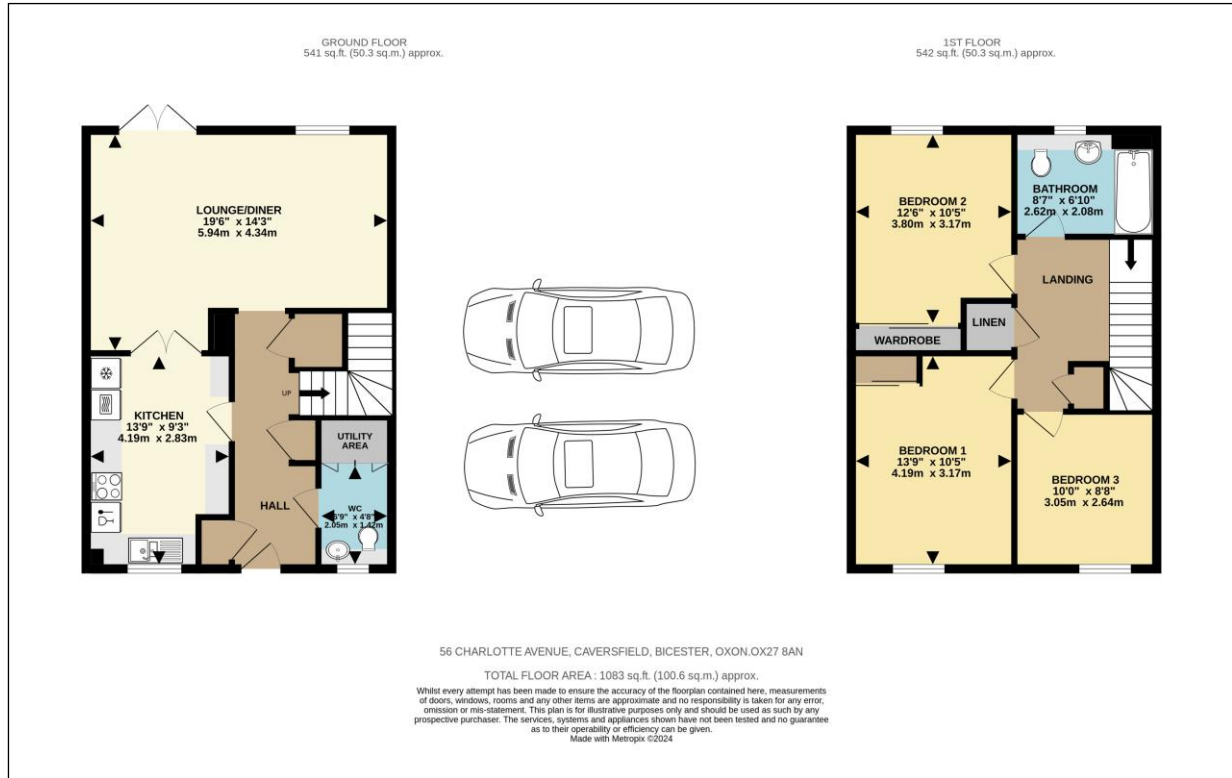 GROUND FLOOR
541 sq.ft. (50.3 sq.m.) approx.
1ST FLOOR
542 sq.ft. (50.3 sq.m.) approx.
LOUNGE/DINER
19'6" x 14'3"
5.94m x 4.34m
KITCHEN
13'9" x 9'3"
4.19m x 2.83m
UP
UTILITY
AREA
HALL
WC
6'9" x 4'8"
2.05m x 1.42m
BEDROOM 2
12'6" x 10'5"
3.80m x 3.17m
BATHROOM
8'7" x 6'10"
2.62m x 2.08m
LANDING
LINEN
WARDROBE
BEDROOM 1
13'9" x 10'5"
4.19m x 3.17m
BEDROOM 3
10'0" x 8'8"
3.05m x 2.64m
56 CHARLOTTE AVENUE, CAVERSFIELD, BICESTER, OXON.OX27 8AN
TOTAL FLOOR AREA : 1083 sq.ft. (100.6 sq.m.) approx.
Whilst every attempt has been made to ensure the accuracy of the floorplan contained here, measurements
of doors, windows, rooms and any other items are approximate and no responsibility is taken for any error,
omission or mis-statement. This plan is for illustrative purposes only and should be used as such by any
prospective purchaser. The services, systems and appliances shown have not been tested and no guarantee
as to their operability or efficiency can be given.
Made with Metropix ©2024